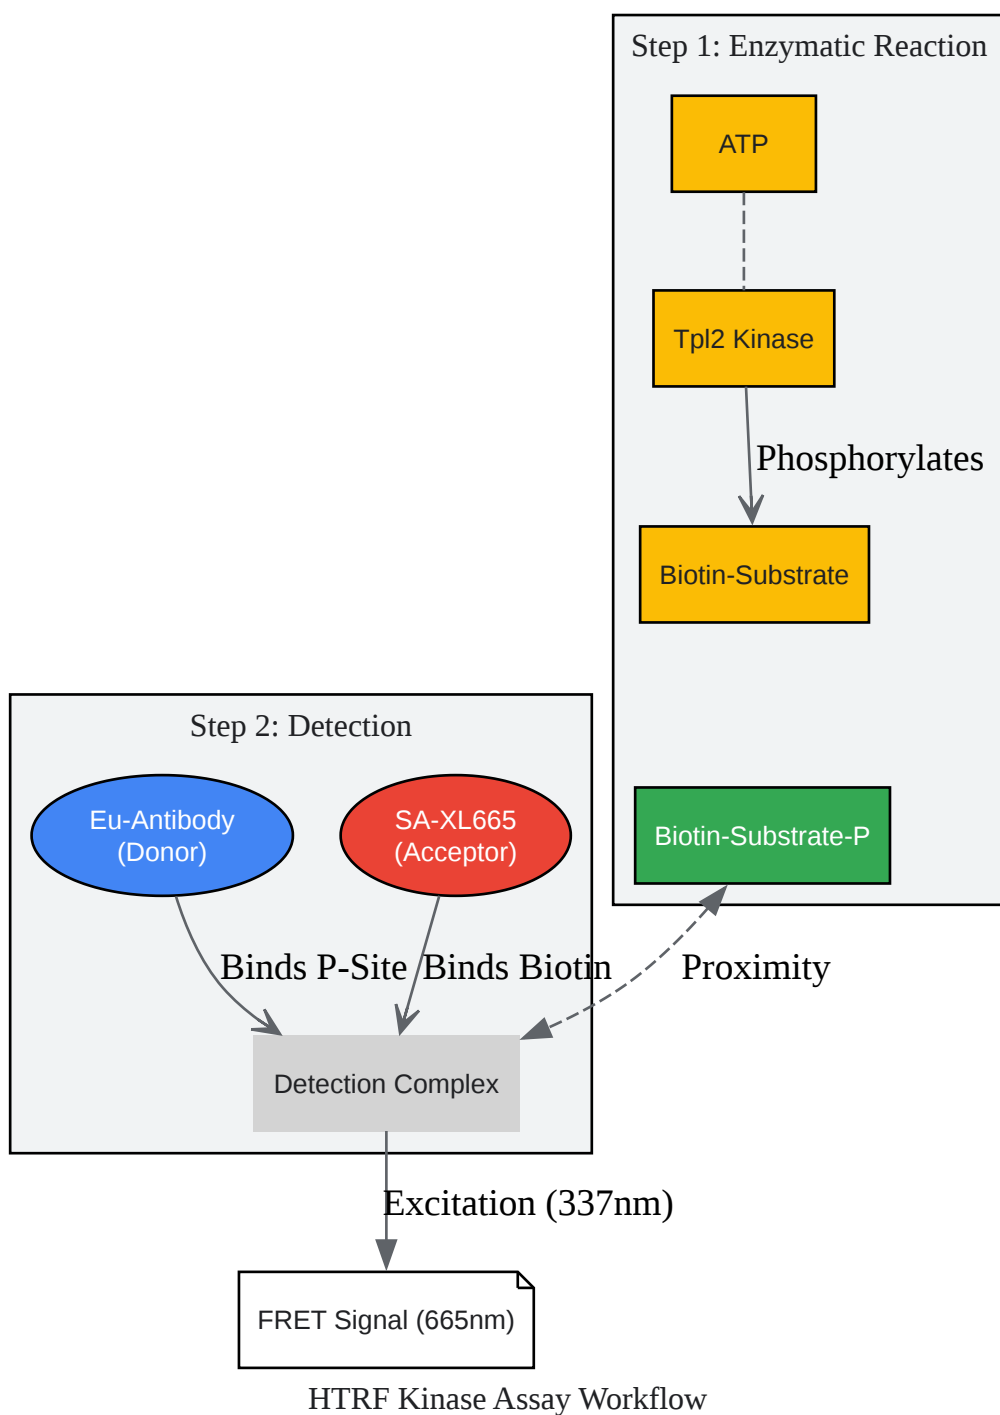 Step 1: Enzymatic Reaction
ATP
Tpl2 Kinase
Phosphorylates
Biotin-Substrate
Biotin-Substrate-P
Step 2: Detection
Eu-Antibody
(Donor)
SA-XL665
(Acceptor)
Binds P-Site
Binds Biotin
Proximity
Detection Complex
Excitation (337nm)
FRET Signal (665nm)
HTRF Kinase Assay Workflow